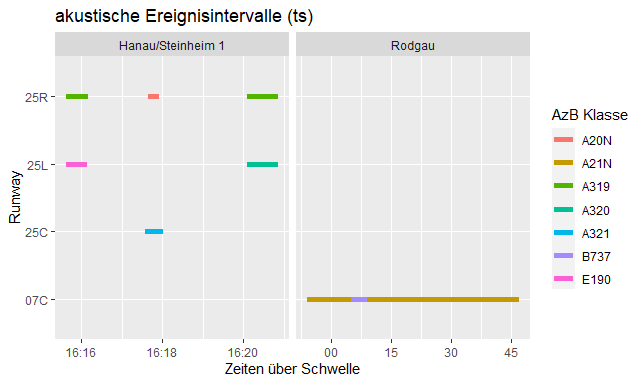 akustische Ereignisintervalle (ts)
Hanau/Steinheim 1
Rodgau
25R
25L
25C
07C
Runway
16:16
16:18
16:20
00
15
30
45
Zeiten über Schwelle
AzB Klasse
A20N
A21N
A319
A320
A321
B737
E190